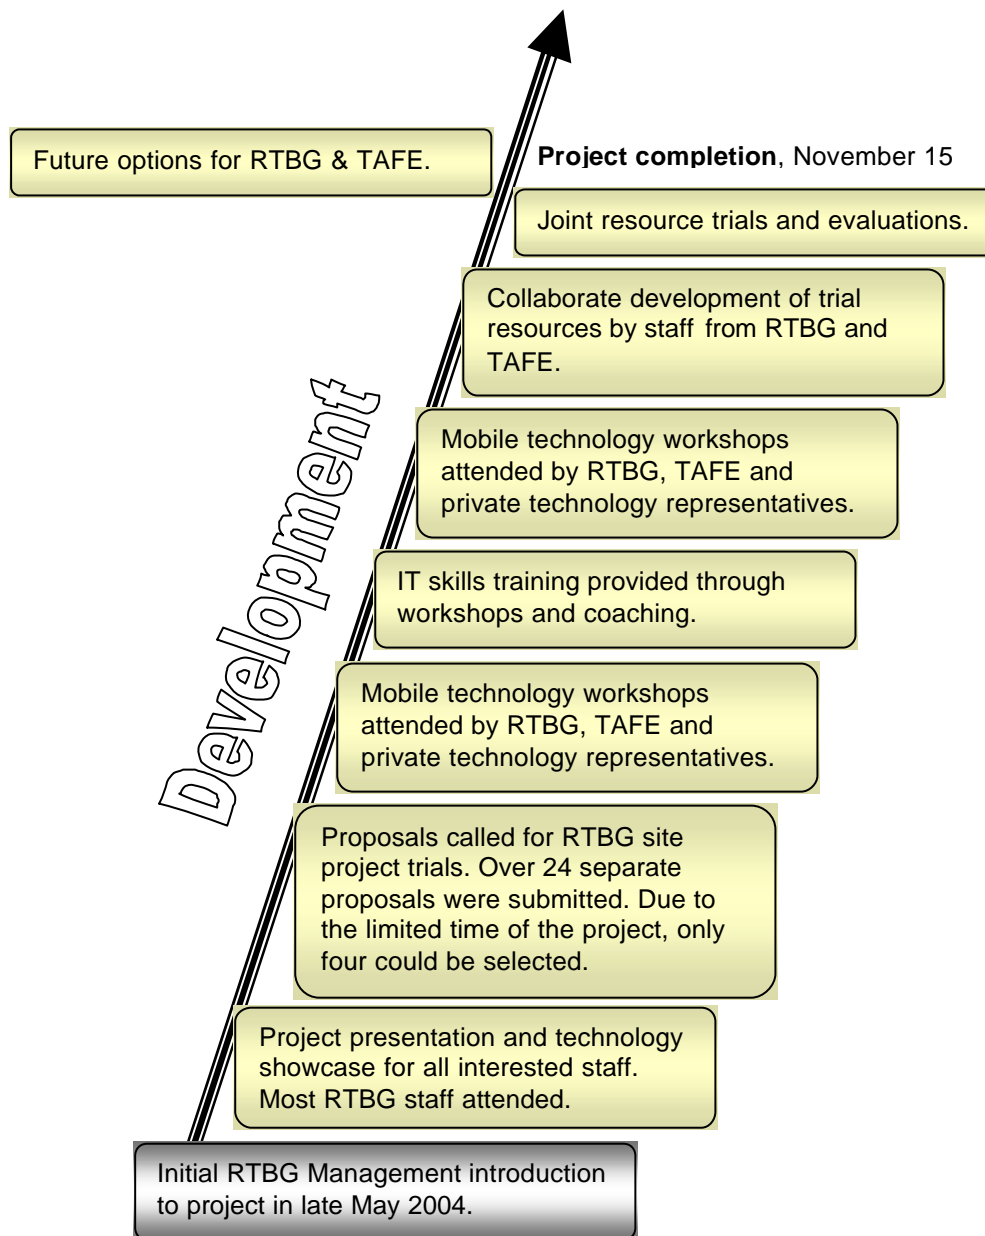 Future options for RTBG & TAFE.
Project completion, November 15
Joint resource trials and evaluations.
Collaborate development of trial
resources by staff from RTBG and
TAFE.
Mobile technology workshops
attended by RTBG, TAFE and
private technology representatives.
Development
IT skills training provided through
workshops and coaching.
Mobile technology workshops
attended by RTBG, TAFE and
private technology representatives.
Proposals called for RTBG site
project trials. Over 24 separate
proposals were submitted. Due to
the limited time of the project, only
four could be selected.
Project presentation and technology
showcase for all interested staff.
Most RTBG staff attended.
Initial RTBG Management introduction
to project in late May 2004.